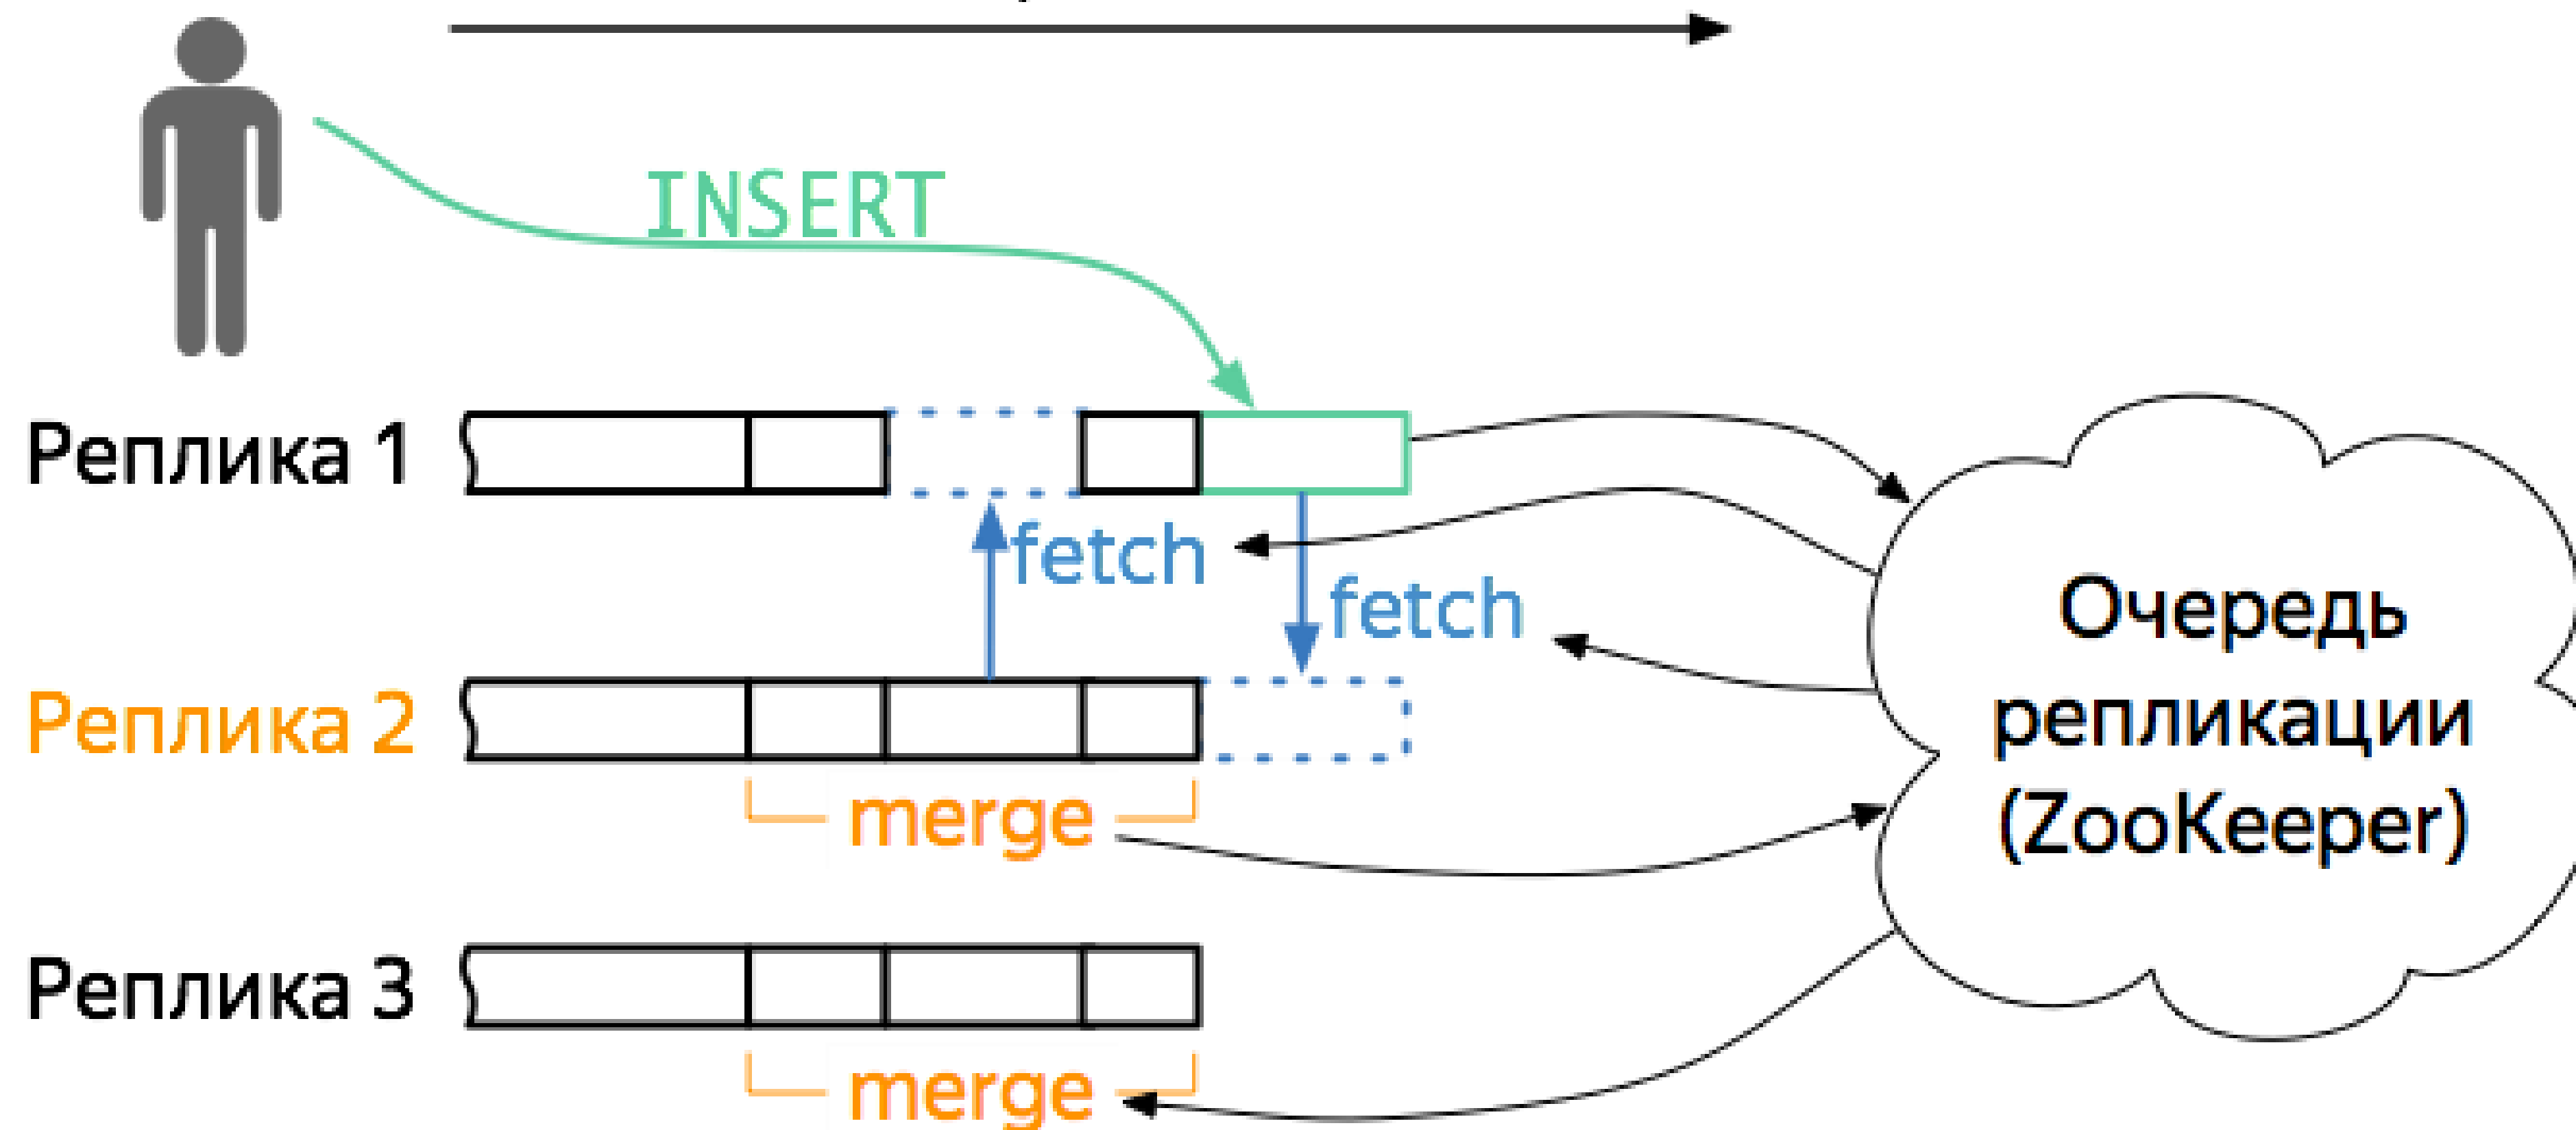 INSERT
Реплика 1
fetch
fetch
Реплика 2
merge
Реплика 3
merge
Очередь
репликации
(ZooKeeper)